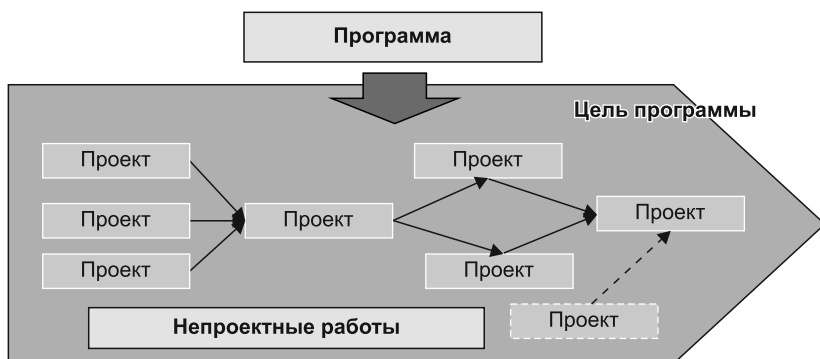 Программа
Цель программы
Проект
Проект
Проект
Проект
Проект
Проект
Проект
Проект
Непроектные работы